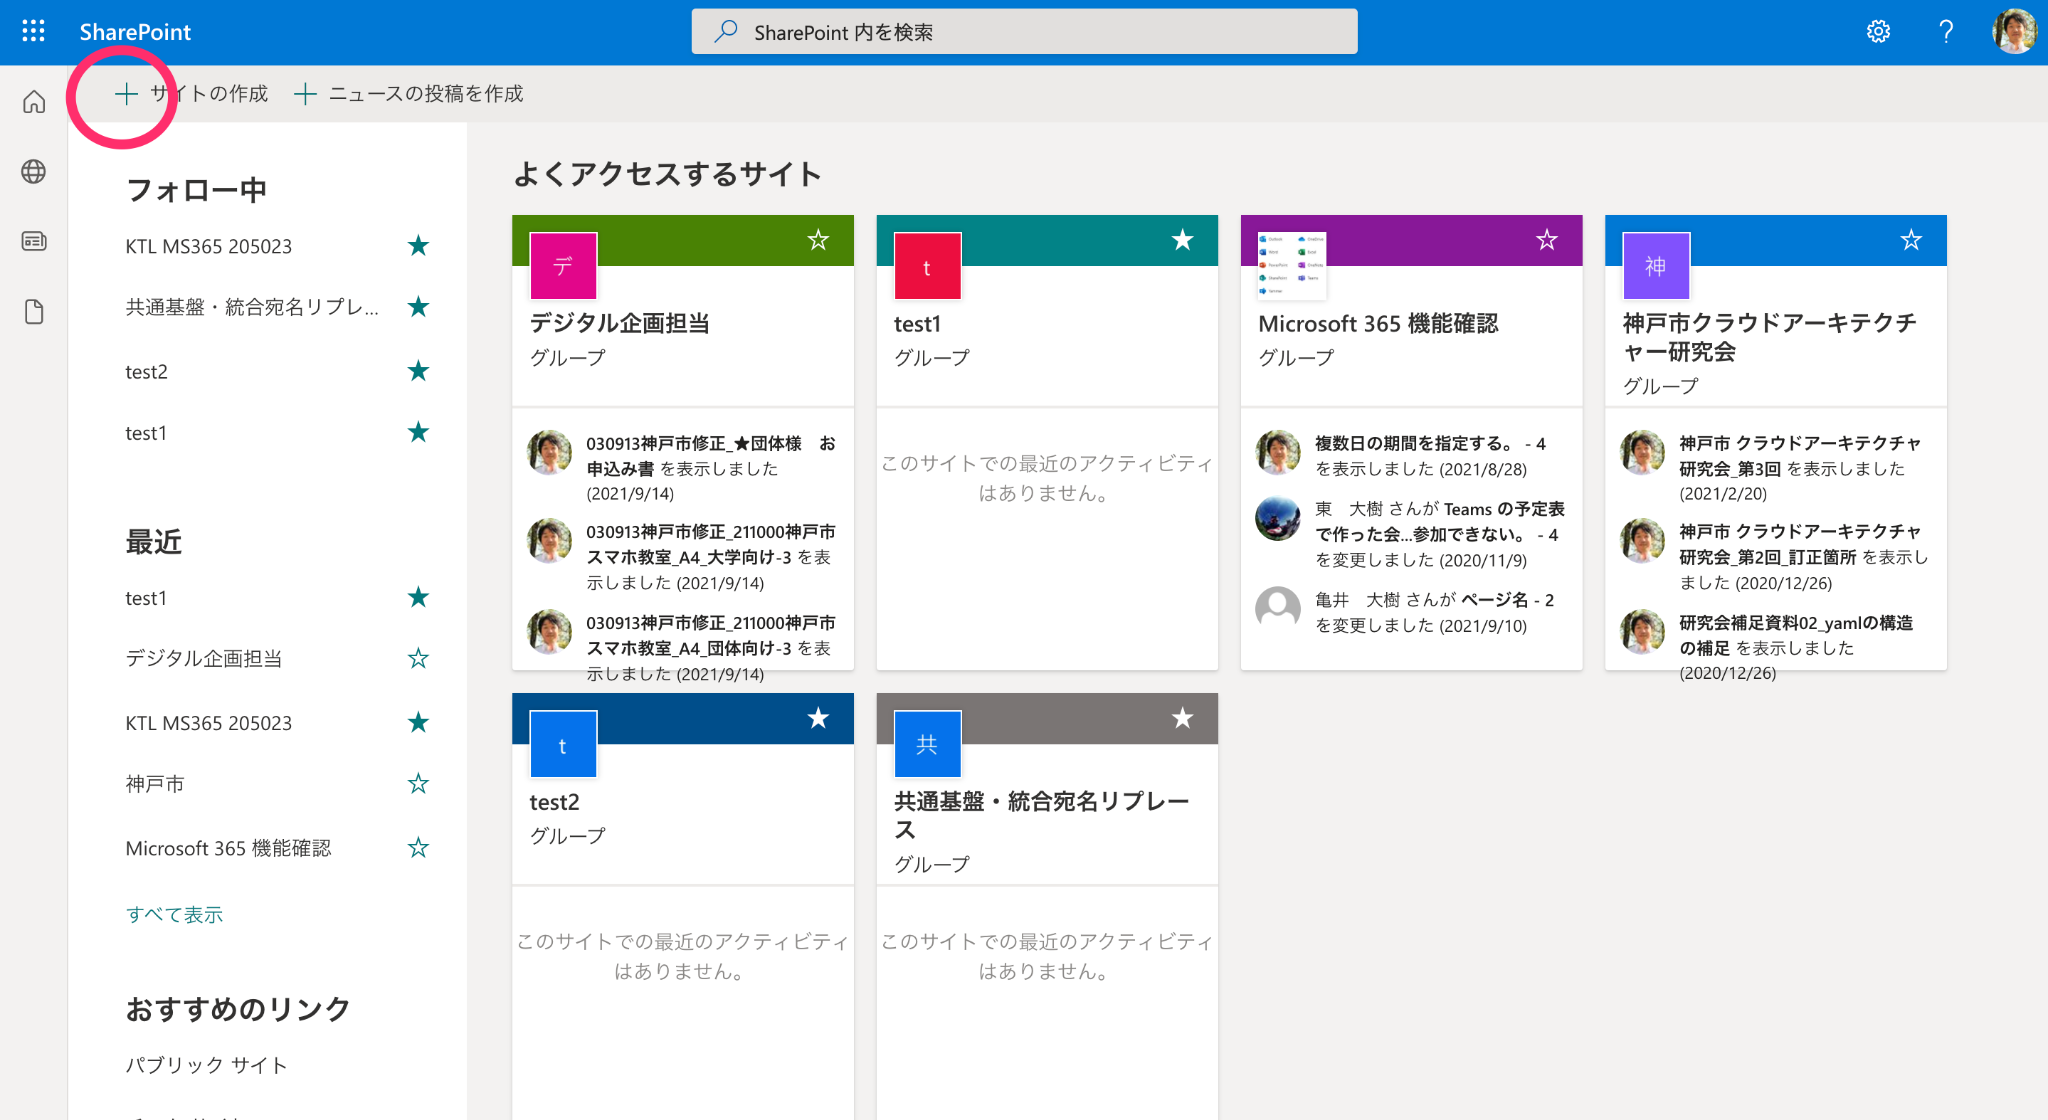 SharePoint
SharePoint 内を検索
サイトの作成
ニュースの投稿を作成
フォロー中
KTL MS365 205023
共通基盤・統合宛名リプレ...
test2
test1
最近
test1
デジタル企画担当
KTL MS365 205023
神戸市
Microsoft 365 機能確認
すべて表示
おすすめのリンク
パブリック サイト
よくアクセスするサイト
デ
デジタル企画担当
グループ
030913神戸市修正_★団体様　お
申込み書 を表示しました
(2021/9/14)
030913神戸市修正_211000神戸市
スマホ教室_A4_大学向け-3 を表
示しました (2021/9/14)
030913神戸市修正_211000神戸市
スマホ教室_A4_団体向け-3 を表
示しました (2021/9/14)
t
test1
グループ
このサイトでの最近のアクティビティ
はありません。
Microsoft 365 機能確認
グループ
複数日の期間を指定する。 - 4
を表示しました (2021/8/28)
東　大樹 さんが Teams の予定表
で作った会...参加できない。 - 4
を変更しました (2020/11/9)
亀井　大樹 さんが ページ名 - 2
を変更しました (2021/9/10)
神
神戸市クラウドアーキテクチ
ャー研究会
グループ
神戸市 クラウドアーキテクチャ
研究会_第3回 を表示しました
(2021/2/20)
神戸市 クラウドアーキテクチャ
研究会_第2回_訂正箇所 を表示し
ました (2020/12/26)
研究会補足資料02_yamlの構造
の補足 を表示しました
(2020/12/26)
t
test2
グループ
このサイトでの最近のアクティビティ
はありません。
共
共通基盤・統合宛名リプレー
ス
グループ
このサイトでの最近のアクティビティ
はありません。